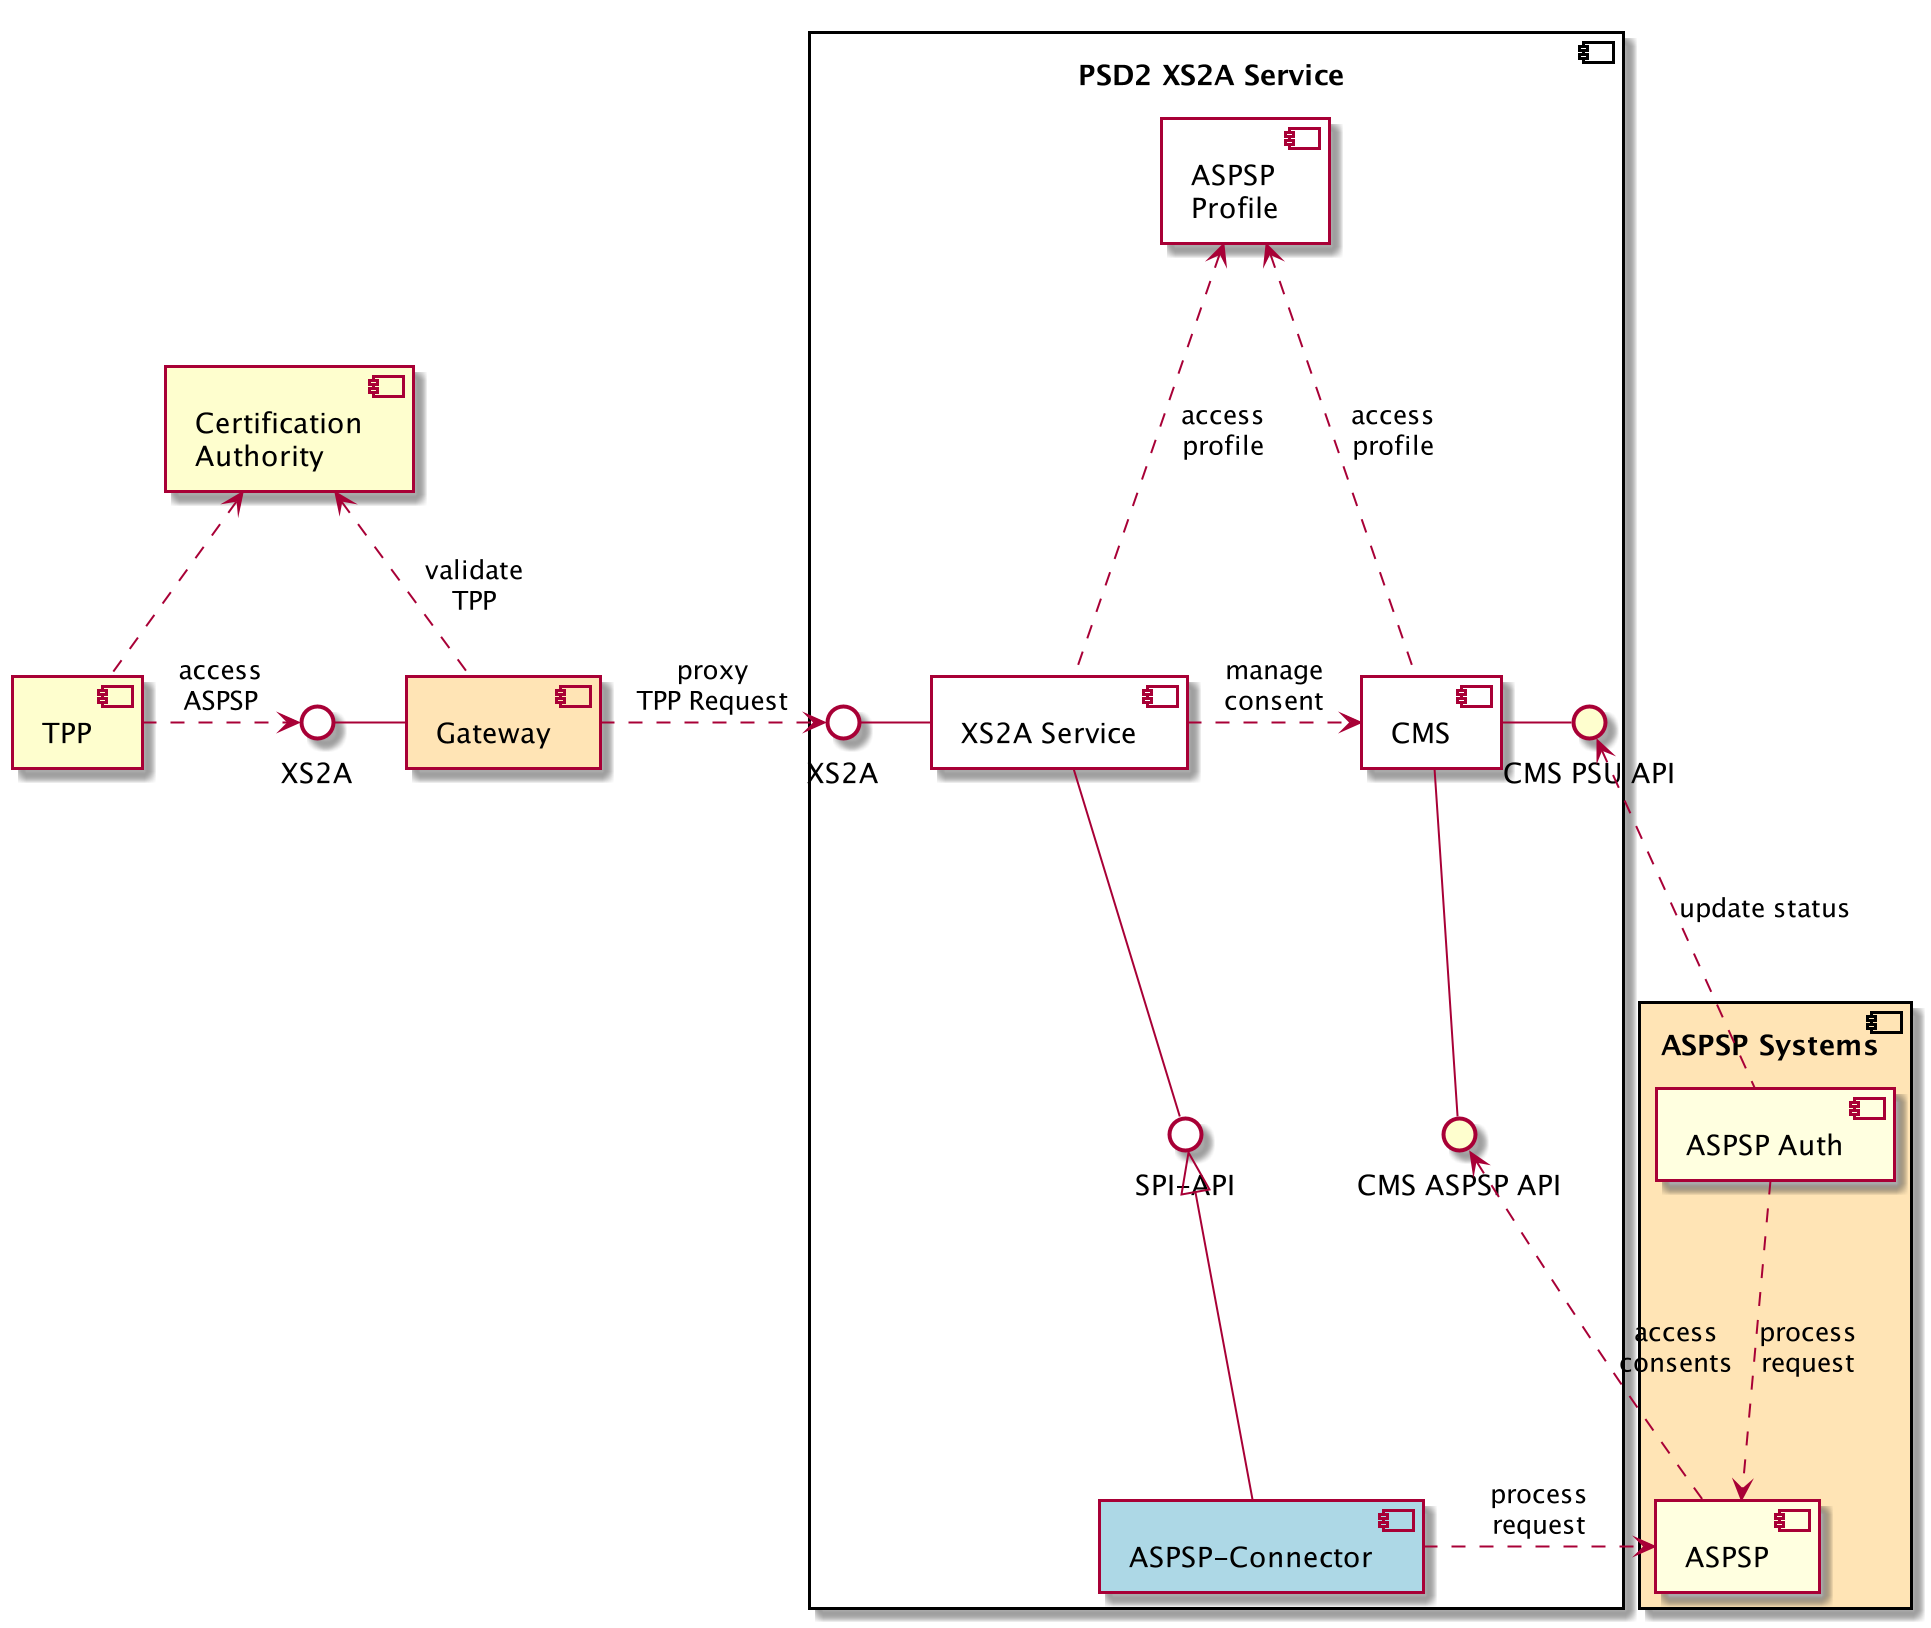 PSD2 XS2A Service
ASPSP
Profile
access
profile
access
profile
Certification
Authority
validate
TPP
access
ASPSP
TPP
XS2A
Gateway
proxy
TPP Request
XS2A
XS2A Service
manage
consent
CMS
CMS PSU API
update status
ASPSP Systems
ASPSP Auth
SPI-API
CMS ASPSP API
access
consents
process
request
ASPSP-Connector
process
request
ASPSP